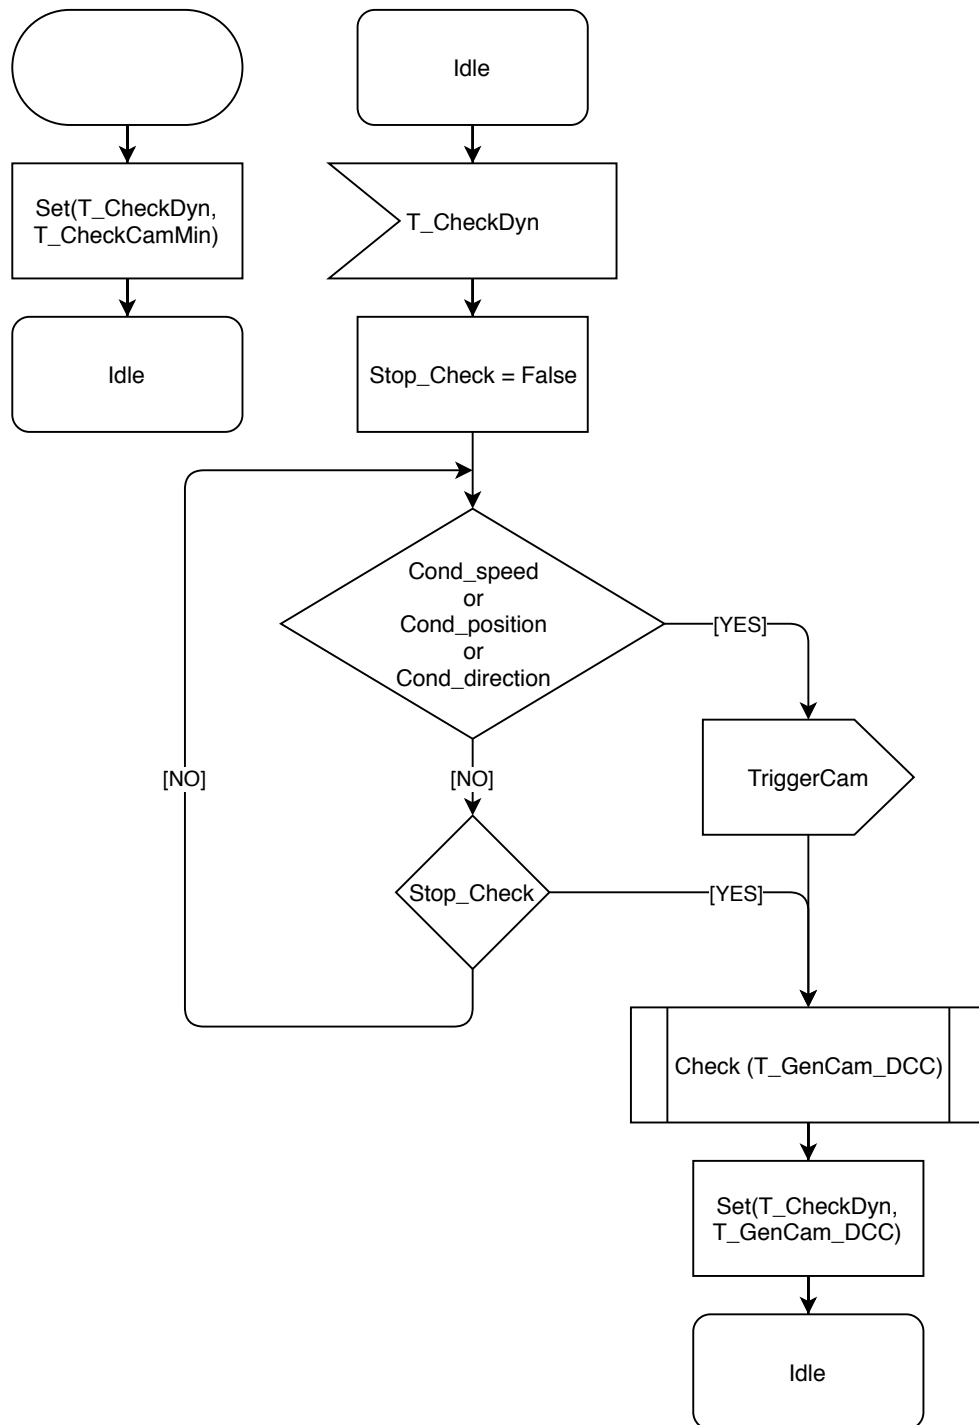 Set(T_CheckDyn,
T_CheckCamMin)
Idle
Idle
T_CheckDyn
Stop_Check = False
Cond_speed
or
Cond_position
or
Cond_direction
[YES]
TriggerCam
[NO]
[NO]
Stop_Check
[YES]
Check (T_GenCam_DCC)
Set(T_CheckDyn,
T_GenCam_DCC)
Idle